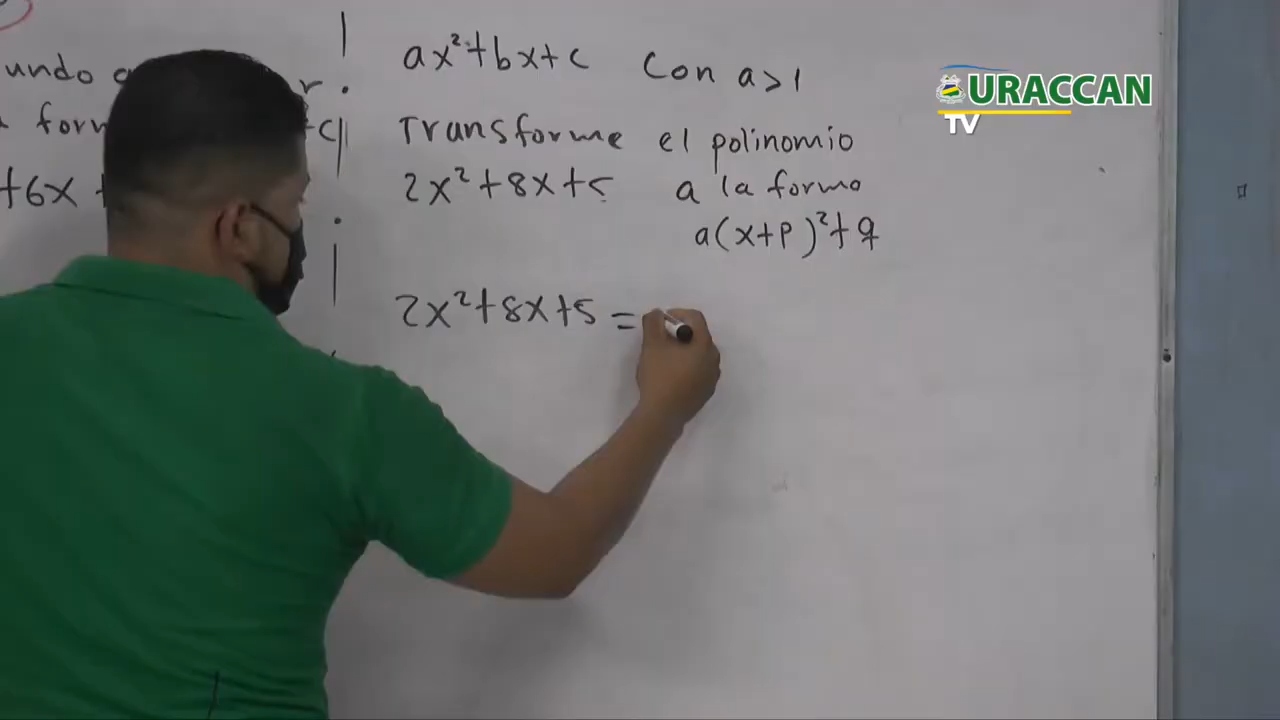 undo
form
+6x +
ax²+bx+c con a>1
Transforme el polinomio
2x²+8x+5 a la forma
a(x+p)²+q
2x²+8x+5 =
URACCAN
TV